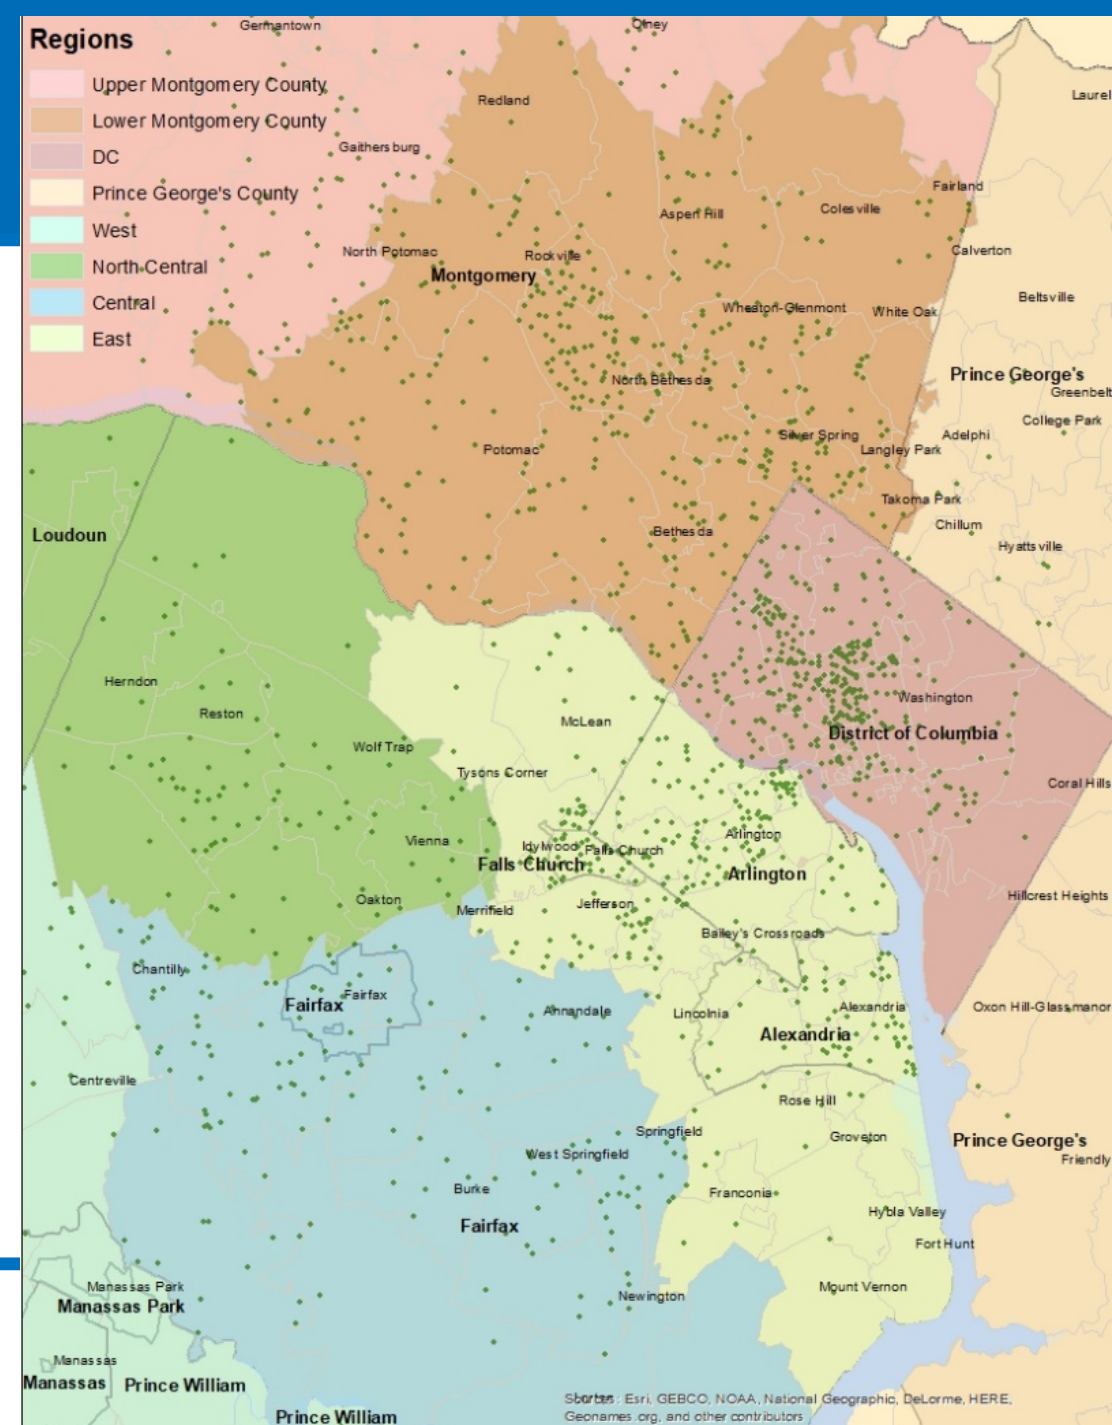 Regions
Upper Montgomery County
Lower Montgomery County
DC
Prince George's County
West
North Central
Central
East
Germantown
Olney
Laurel
Redland
Gaithersburg
Fairland
Aspen Hill
Colesville
North Potomac
Rockville
Calverton
Montgomery
Beltsville
Wheaton-Glenmont
White Oak
North Bethesda
Prince George's
Greenbelt
College Park
Silver Spring
Adelphi
Potomac
Langley Park
Takoma Park
Chillum
Loudoun
Bethesda
Hyattsville
Herndon
Washington
Reston
McLean
District of Columbia
Wolf Trap
Tysons Corner
Coral Hills
Arlington
Vienna
Idylwood
Falls Church
Falls Church
Arlington
Hillcrest Heights
Oakton
Jefferson
Merrifield
Bailey's Crossroads
Chantilly
Fairfax
Fairfax
Annandale
Lincolnia
Alexandria
Oxon Hill-Glassmanor
Alexandria
Centreville
Rose Hill
Springfield
Groveton
Prince George's
West Springfield
Friendly
Burke
Franconia
Fairfax
Hybla Valley
Fort Hunt
Manassas Park
Mount Vernon
Newington
Manassas Park
Manassas
Manassas
Prince William
Sources: Esri, GEBCO, NOAA, National Geographic, DeLorme, HERE,
Geonames.org, and other contributors
Prince William